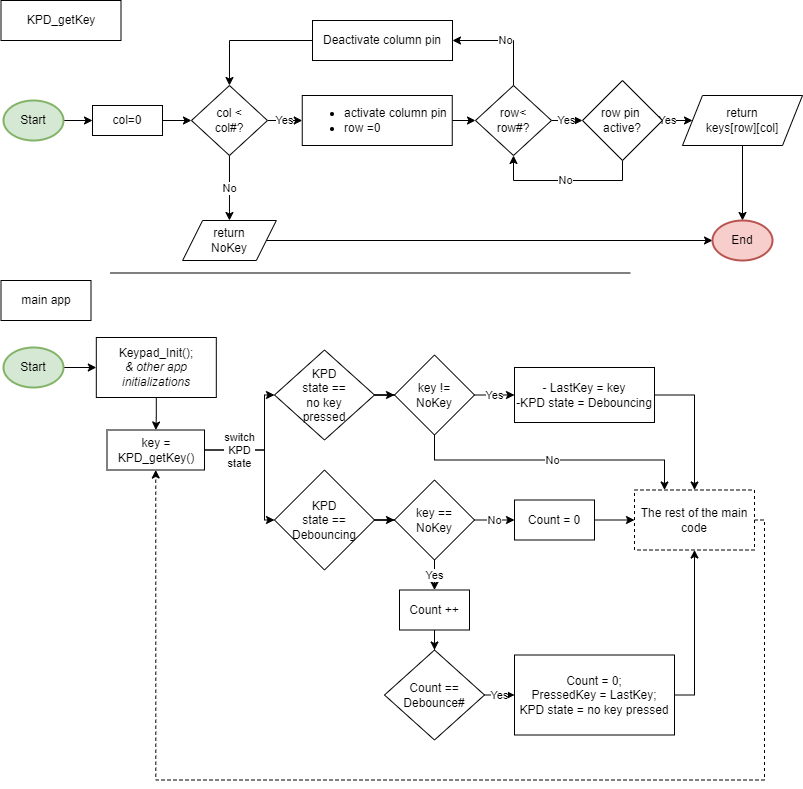 KPD_getKey
Deactivate column pin
No
Start
col=0
col <
col#?
Yes
• activate column pin
• row =0
row<
row#?
Yes
row pin
active?
Yes
return
keys[row][col]
No
No
return
NoKey
End
main app
Start
Keypad_Init();
& other app
initializations
key =
KPD_getKey()
switch
KPD
state
KPD
state ==
no key
pressed
key !=
NoKey
Yes
- LastKey = key
-KPD state = Debouncing
No
KPD
state ==
Debouncing
key ==
NoKey
No
Count = 0
The rest of the main
code
Yes
Count ++
Count ==
Debounce#
Yes
Count = 0;
PressedKey = LastKey;
KPD state = no key pressed